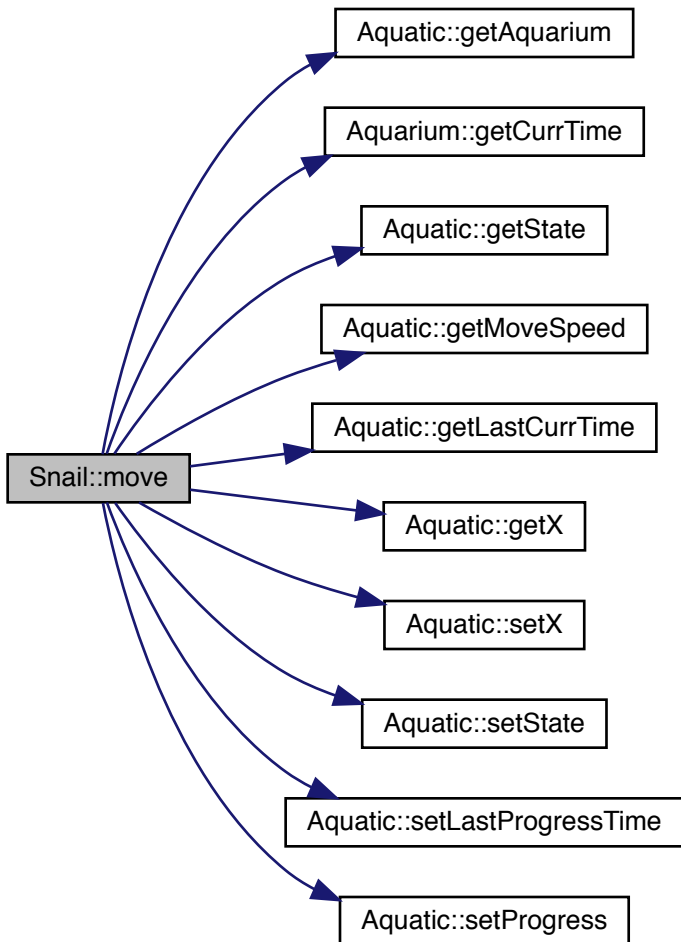 Aquatic::getAquarium
Aquarium::getCurrTime
Aquatic::getState
Aquatic::getMoveSpeed
Aquatic::getLastCurrTime
Snail::move
Aquatic::getX
Aquatic::setX
Aquatic::setState
Aquatic::setLastProgressTime
Aquatic::setProgress